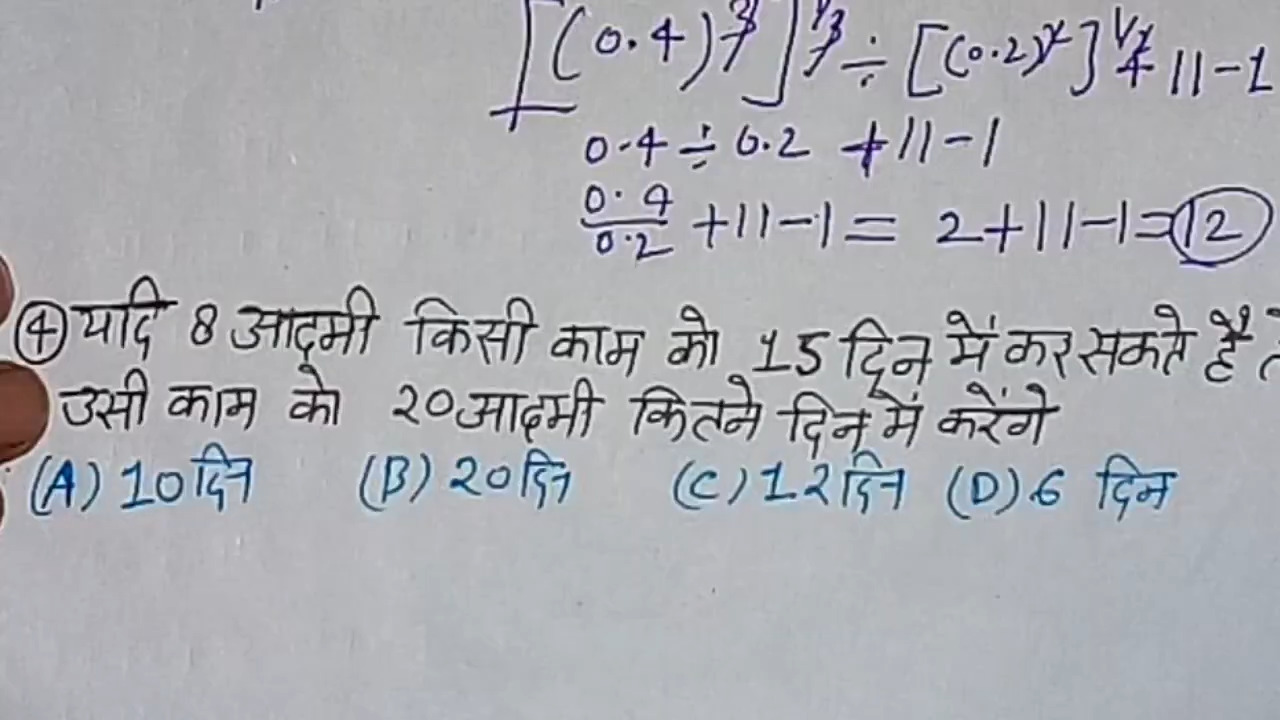 [(0.4)³]^1/3 ÷ [(0.2)²]^1/2 + 11-1
0.4 ÷ 0.2 + 11-1
0.4/0.2 + 11-1 = 2+11-1=12
④ यदि 8 आदमी किसी काम को 15 दिन में कर सकते है
उसी काम को 20 आदमी कितने दिन में करेंगे
(A) 10 दिन (B) 20 दिन (C) 12 दिन (D) 6 दिन